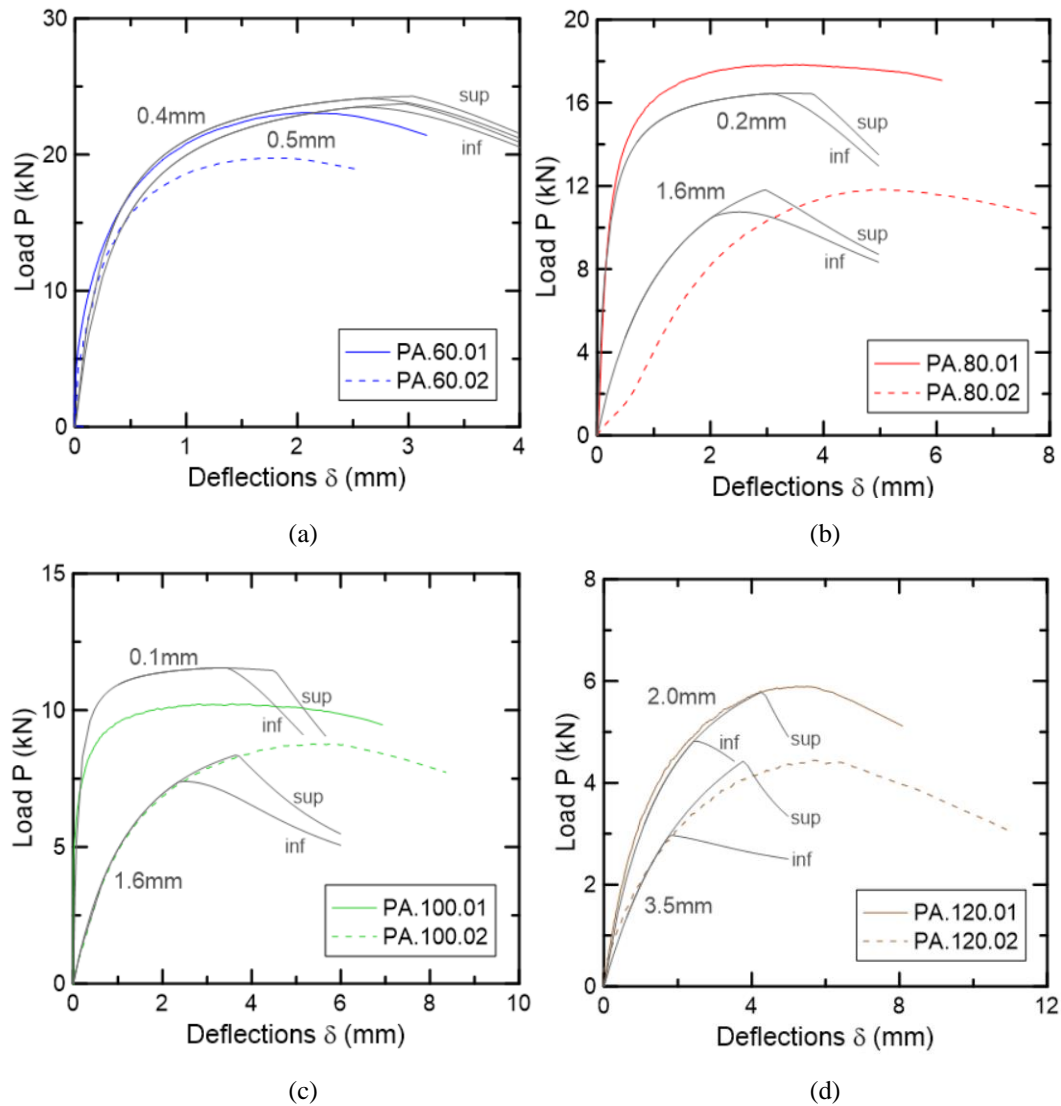 30
20
10
0
Load P (kN)
0.4mm
0.5mm
sup
inf
PA.60.01
PA.60.02
0 1 2 3 4
Deflections δ (mm)
(a)
20
16
12
8
4
0
Load P (kN)
0.2mm
sup
inf
1.6mm
sup
inf
PA.80.01
PA.80.02
0 2 4 6 8
Deflections δ (mm)
(b)
15
10
5
0
Load P (kN)
0.1mm
sup
inf
sup
inf
1.6mm
PA.100.01
PA.100.02
0 2 4 6 8 10
Deflections δ (mm)
(c)
8
6
4
2
0
Load P (kN)
2.0mm
inf
sup
sup
inf
3.5mm
PA.120.01
PA.120.02
0 4 8 12
Deflections δ (mm)
(d)